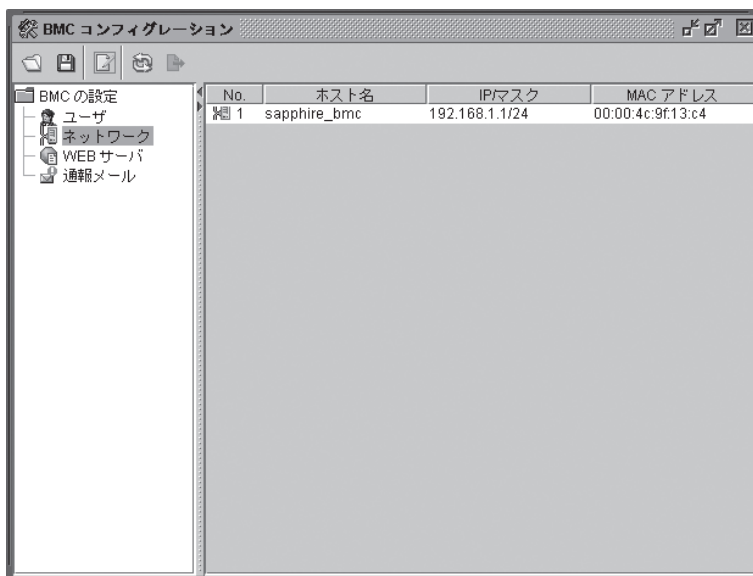 BMC コンフィグレーション
BMC の設定
ユーザ
ネットワーク
WEB サーバ
通報メール
No. ホスト名 IP/マスク MAC アドレス
1 sapphire_bmc 192.168.1.1/24 00:00:4c:9f:13:c4